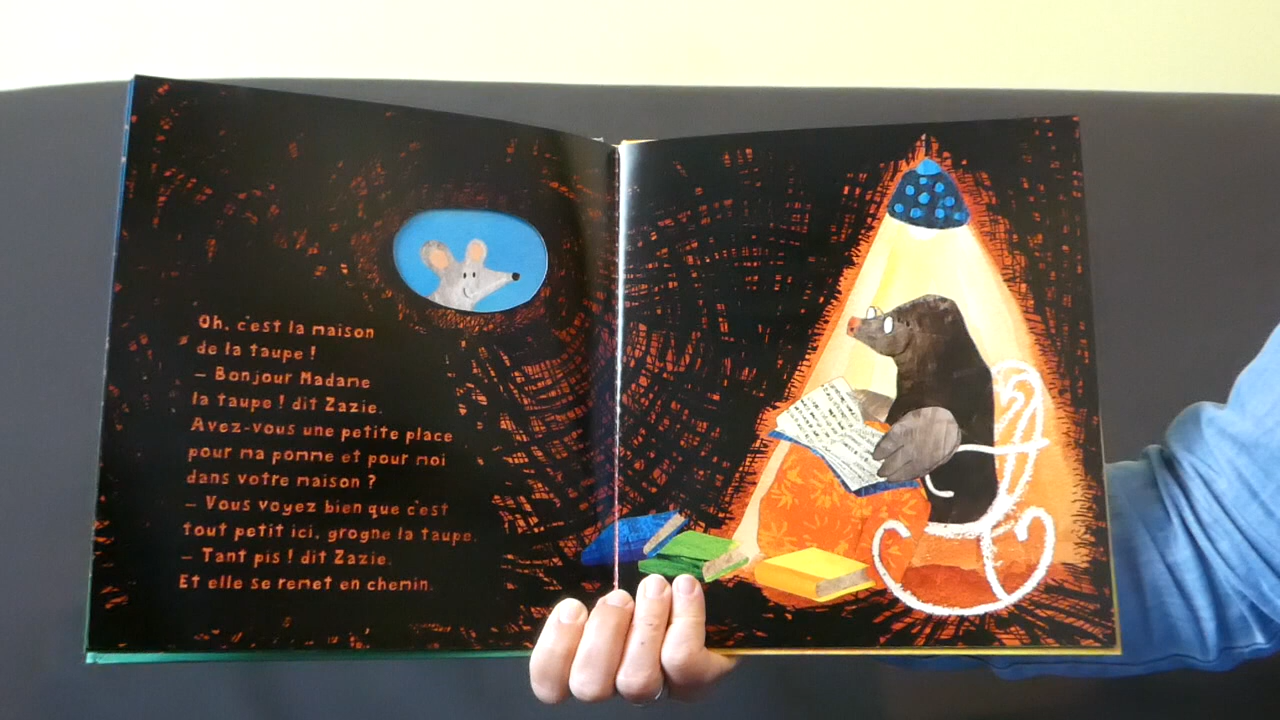 Oh, c'est la maison
de la taupe !
– Bonjour Madame
la taupe ! dit Zazie.
Avez-vous une petite place
pour ma pomme et pour moi
dans votre maison ?
– Vous voyez bien que c'est
tout petit ici, grogne la taupe.
– Tant pis ! dit Zazie.
Et elle se remet en chemin.